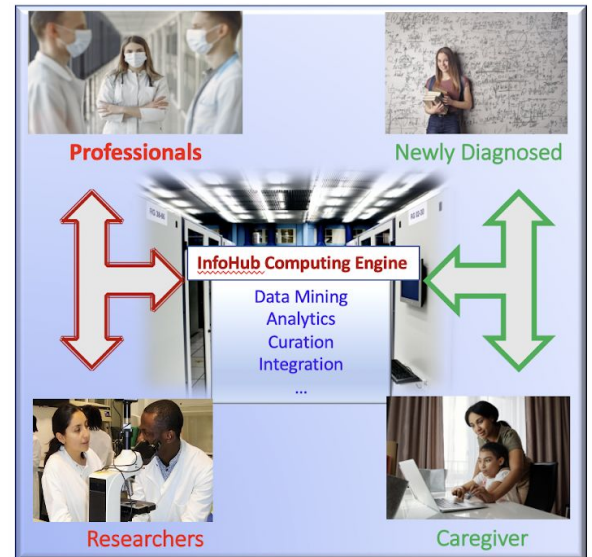 Professionals
Newly Diagnosed
InfoHub Computing Engine
Data Mining
Analytics
Curation
Integration
...
Researchers
Caregiver